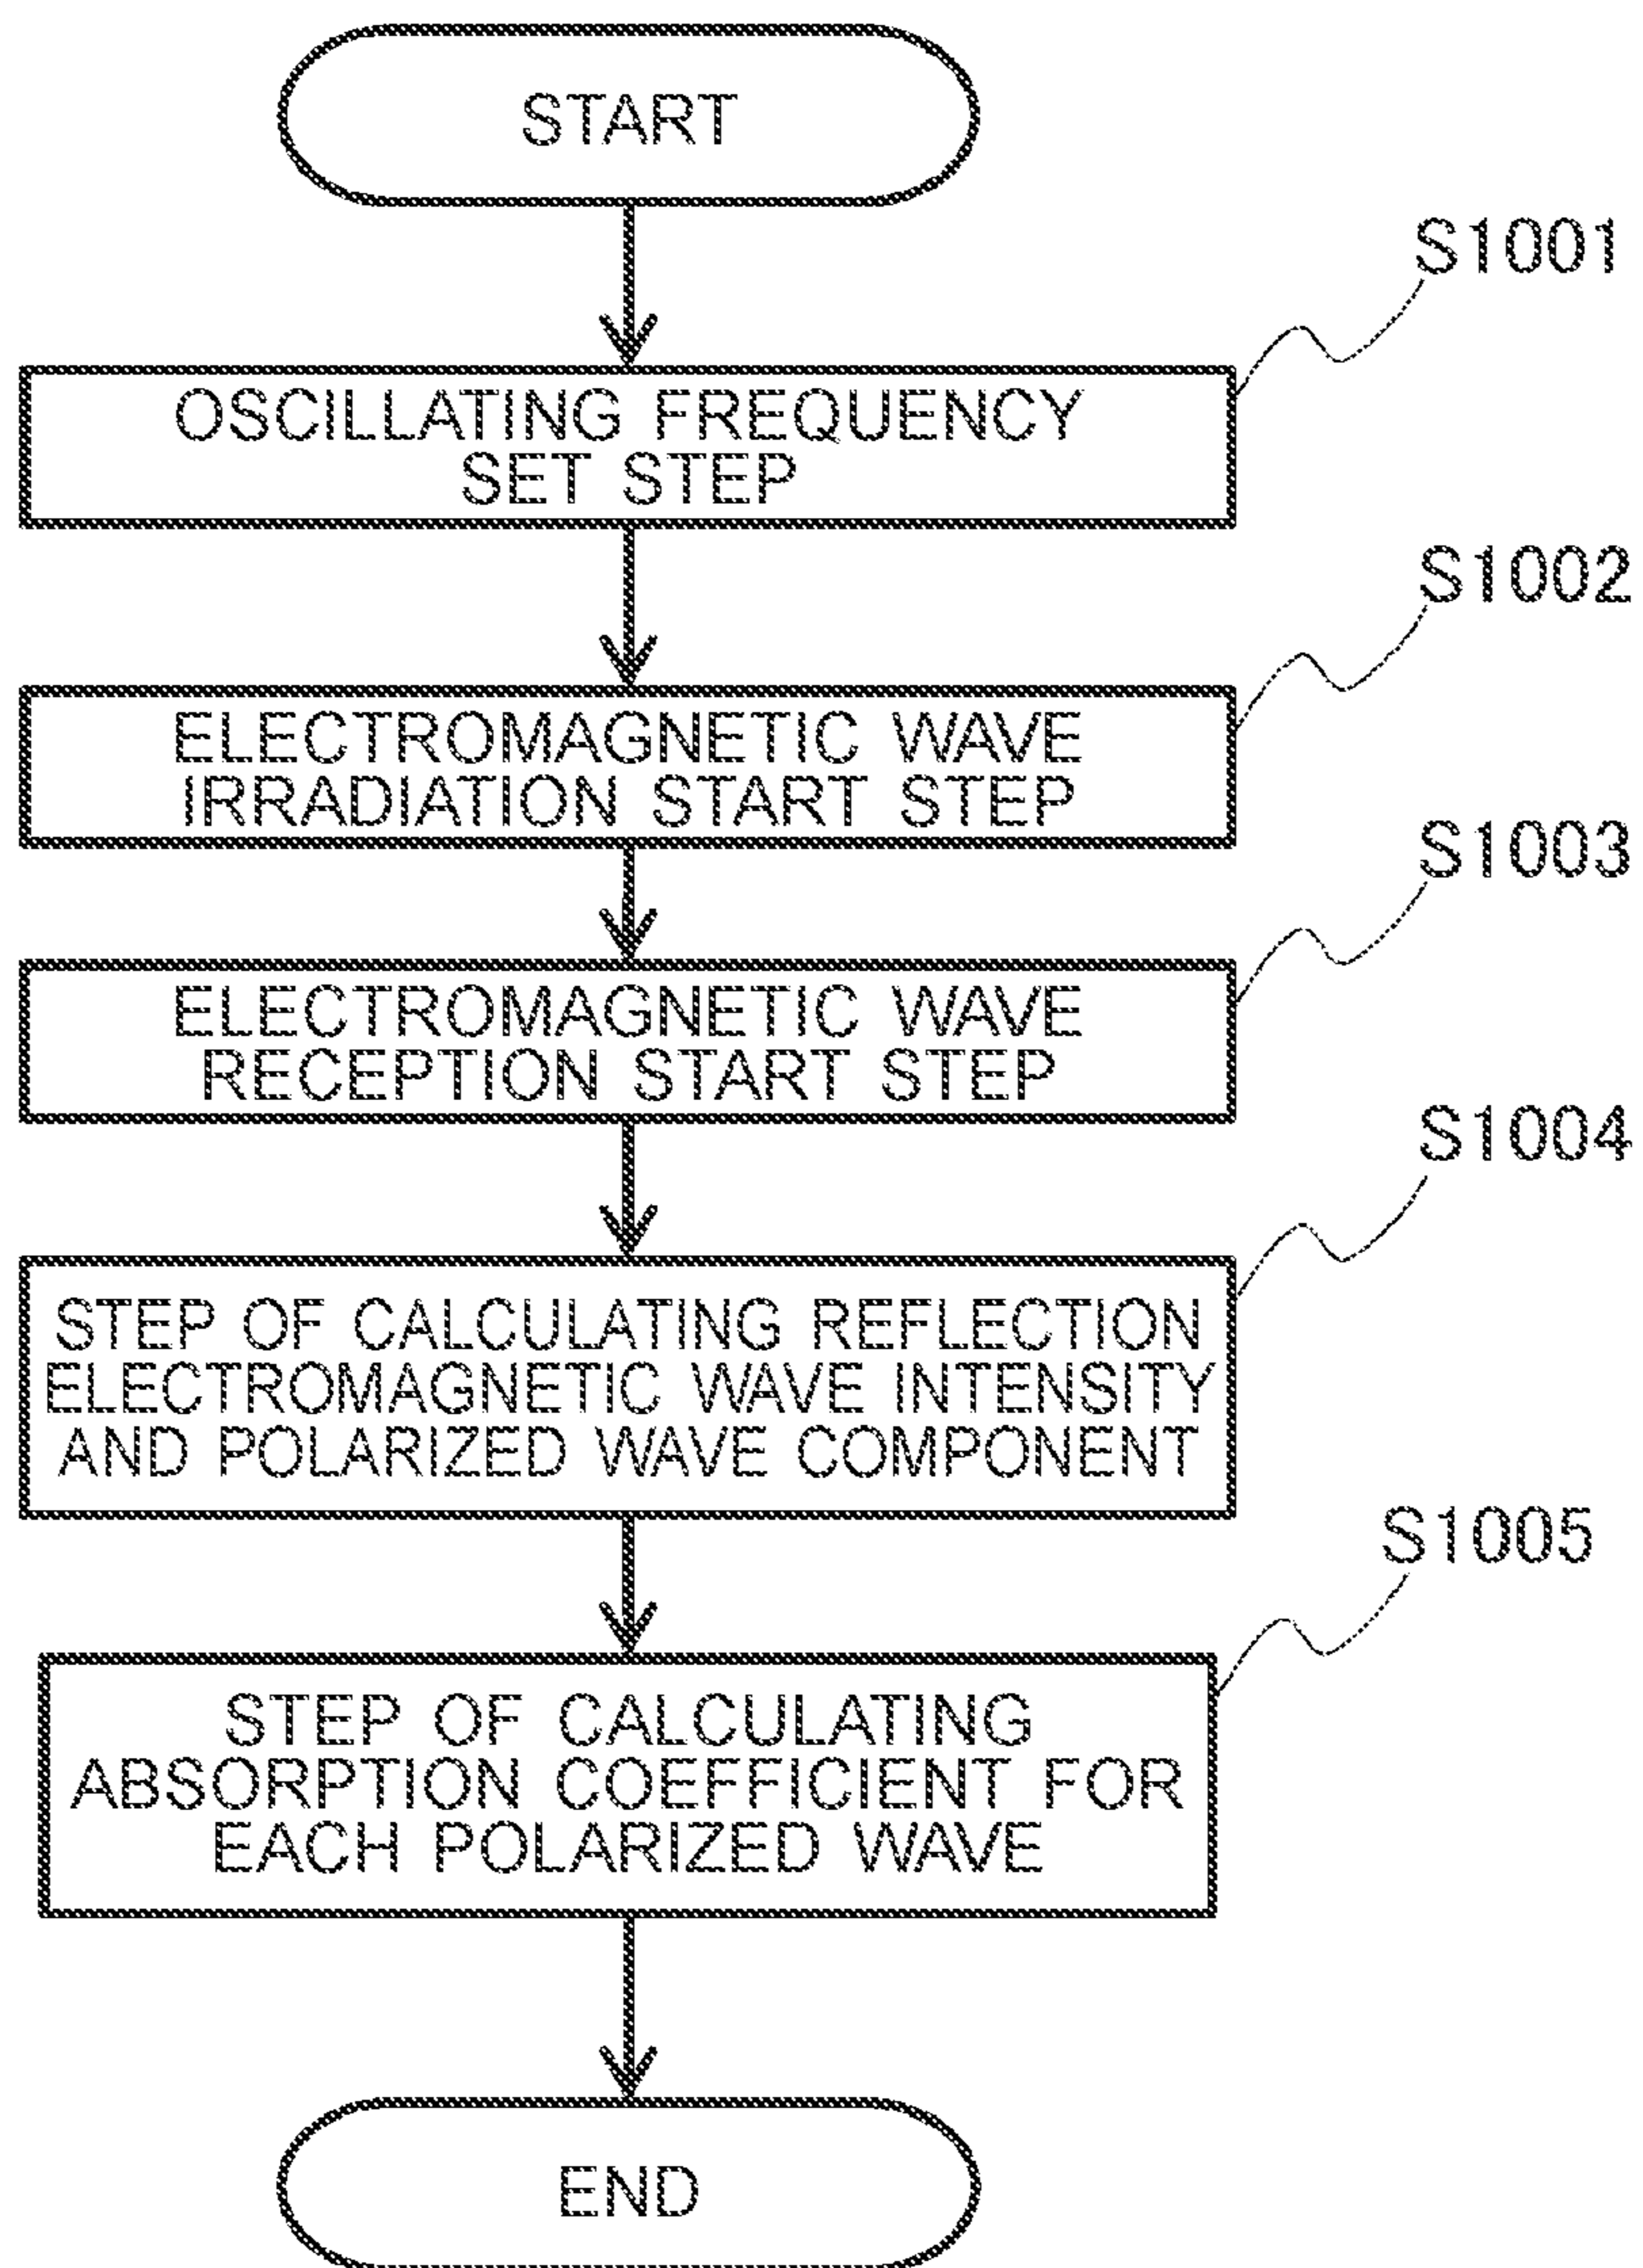 START
S1001
OSCILLATING FREQUENCY
SET STEP
S1002
ELECTROMAGNETIC WAVE
IRRADIATION START STEP
S1003
ELECTROMAGNETIC WAVE
RECEPTION START STEP
S1004
STEP OF CALCULATING REFLECTION
ELECTROMAGNETIC WAVE INTENSITY
AND POLARIZED WAVE COMPONENT
S1005
STEP OF CALCULATING
ABSORPTION COEFFICIENT FOR
EACH POLARIZED WAVE
END